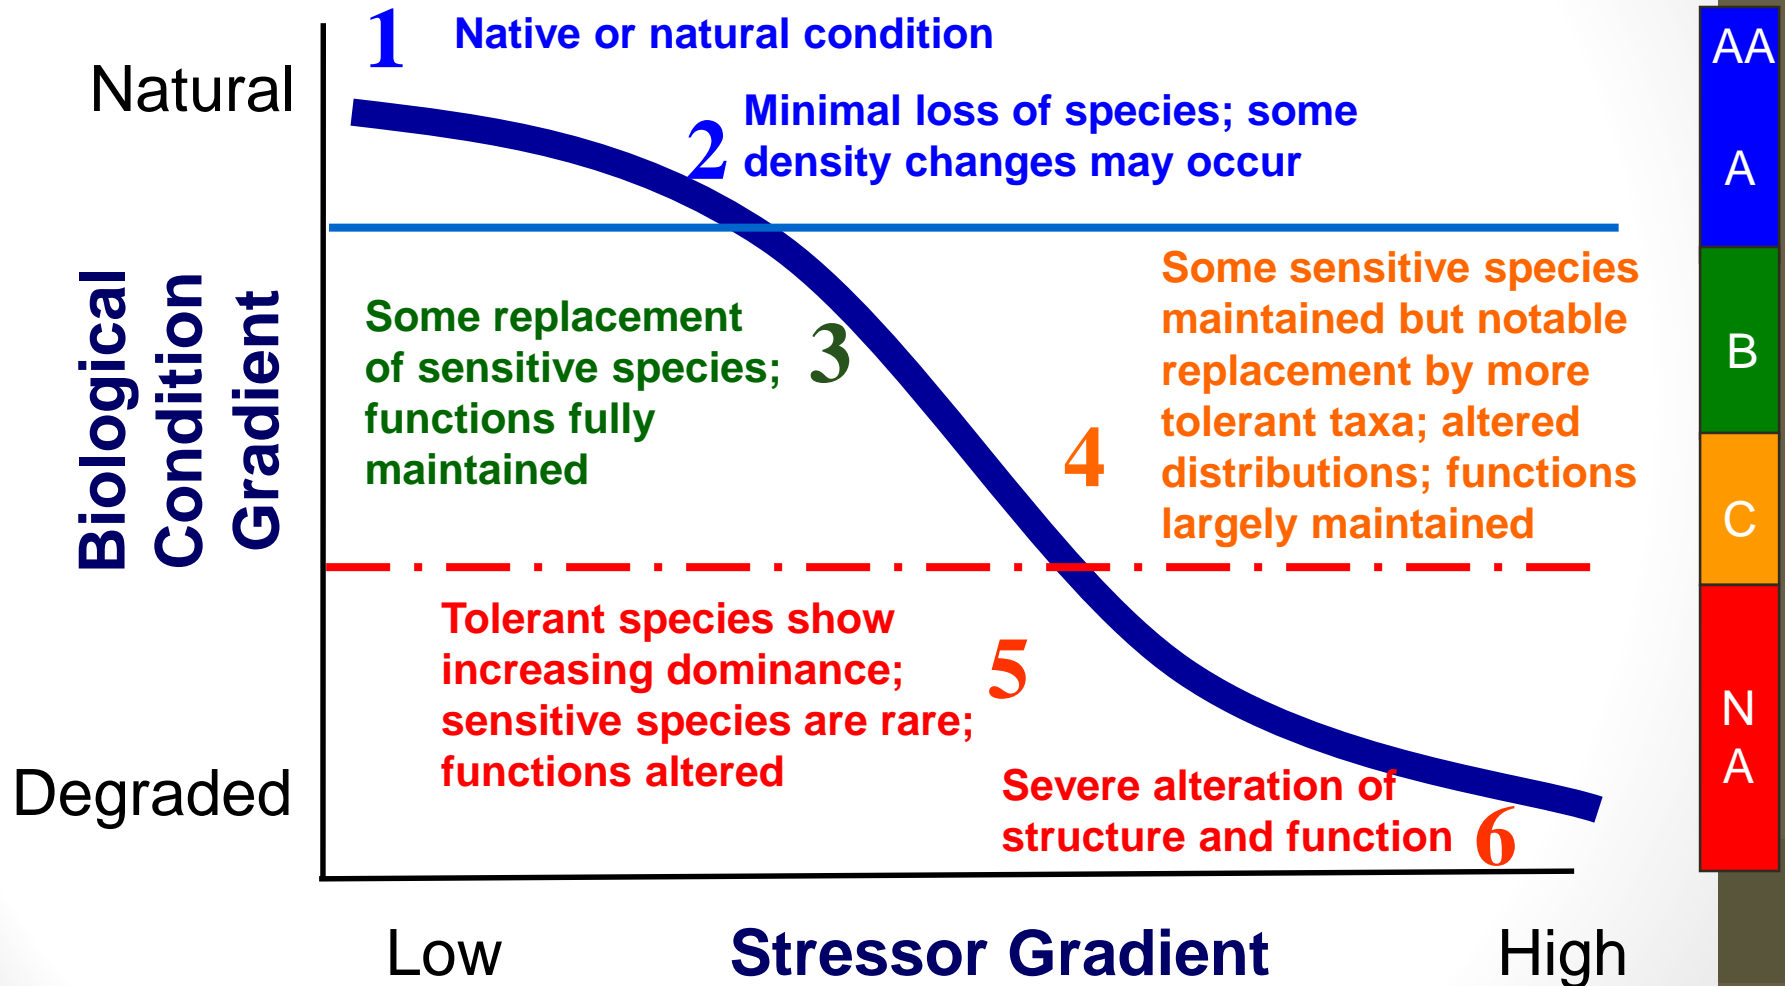 1
Native or natural condition
Natural
2
Minimal loss of species; some
density changes may occur
Biological
Condition
Gradient
Some replacement
of sensitive species;
functions fully
maintained
3
4
Some sensitive species
maintained but notable
replacement by more
tolerant taxa; altered
distributions; functions
largely maintained
Tolerant species show
increasing dominance;
sensitive species are rare;
functions altered
5
Degraded
Severe alteration of
structure and function
6
Low
Stressor Gradient
High
AA
A
B
C
N
A